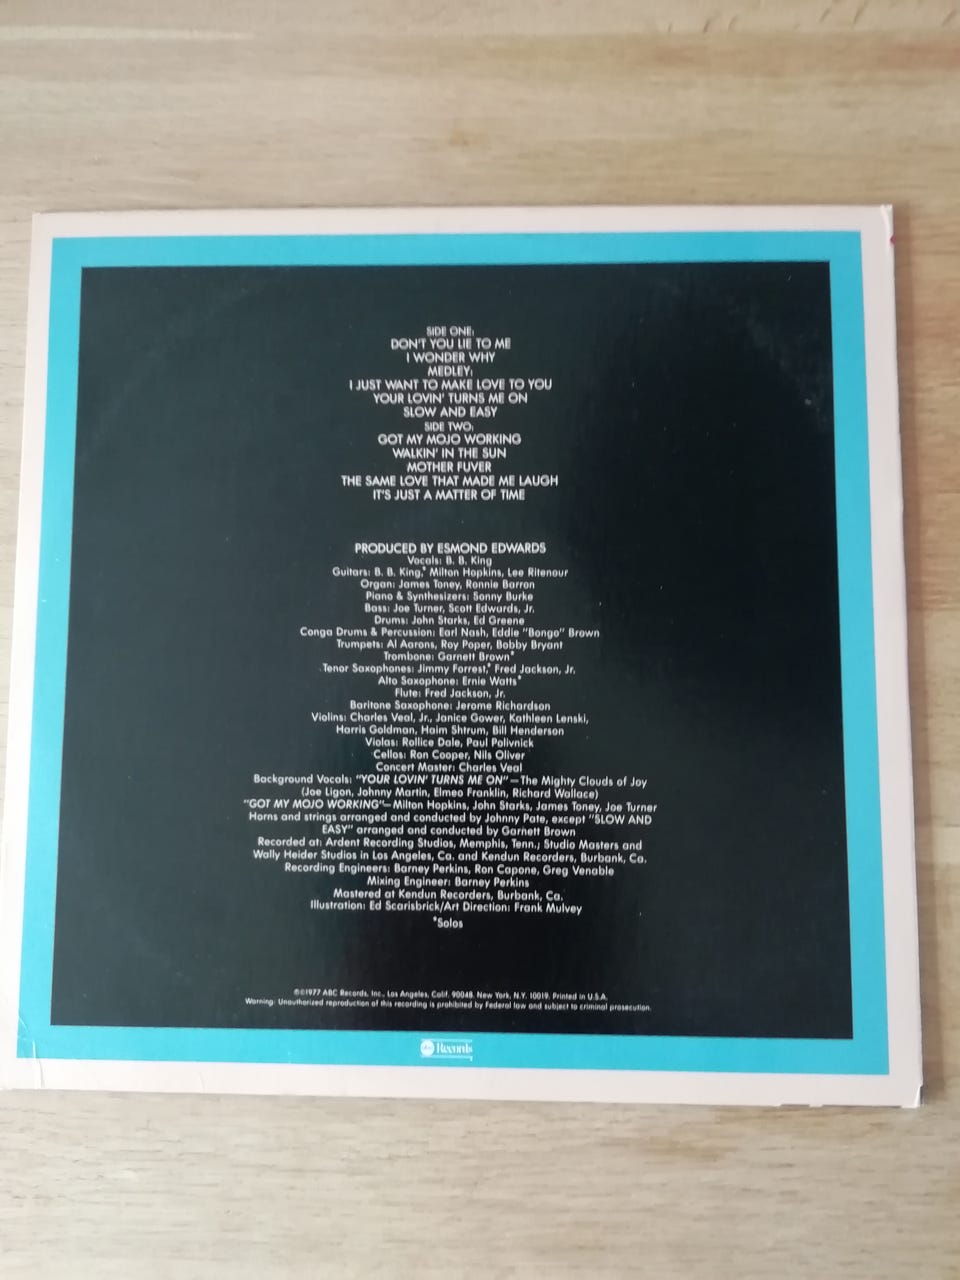 SIDE ONE:
DON'T YOU LIE TO ME
I WONDER WHY
MEDLEY:
I JUST WANT TO MAKE LOVE TO YOU
YOUR LOVIN' TURNS ME ON
SLOW AND EASY
SIDE TWO:
GOT MY MOJO WORKING
WALKIN' IN THE SUN
MOTHER FUYER
THE SAME LOVE THAT MADE ME LAUGH
IT'S JUST A MATTER OF TIME
PRODUCED BY ESMOND EDWARDS
Vocals: B. B. King
Guitars: B. B. King,* Milton Hopkins, Lee Ritenour
Organ: James Toney, Ronnie Barron
Piano & Synthesizers: Sonny Burke
Bass: Joe Turner, Scott Edwards, Jr.
Drums: John Starks, Ed Greene
Conga Drums & Percussion: Earl Nash, Eddie "Bongo" Brown
Trumpets: Al Aarons, Roy Poper, Bobby Bryant
Trombone: Garnett Brown*
Tenor Saxophones: Jimmy Forrest,* Fred Jackson, Jr.
Alto Saxophone: Ernie Watts*
Flute: Fred Jackson, Jr.
Baritone Saxophone: Jerome Richardson
Violins: Charles Veal, Jr., Janice Gower, Kathleen Lenski,
Harris Goldman, Haim Shtrum, Bill Henderson
Violas: Rollice Dale, Paul Polivnick
Cellos: Ron Cooper, Nils Oliver
Concert Master: Charles Veal
Background Vocals: "YOUR LOVIN' TURNS ME ON"—The Mighty Clouds of Joy
(Joe Ligon, Johnny Martin, Elmeo Franklin, Richard Wallace)
"GOT MY MOJO WORKING"—Milton Hopkins, John Starks, James Toney, Joe Turner
Horns and strings arranged and conducted by Johnny Pate, except "SLOW AND
EASY" arranged and conducted by Garnett Brown
Recorded at: Ardent Recording Studios, Memphis, Tenn.; Studio Masters and
Wally Heider Studios in Los Angeles, Ca. and Kendun Recorders, Burbank, Ca.
Recording Engineers: Barney Perkins, Ron Capone, Greg Venable
Mixing Engineer: Barney Perkins
Mastered at Kendun Recorders, Burbank, Ca.
Illustration: Ed Scarisbrick/Art Direction: Frank Mulvey
*Solos
℗©1977 ABC Records, Inc., Los Angeles, Calif. 90048. New York, N.Y. 10019. Printed in U.S.A.
Warning: Unauthorized reproduction of this recording is prohibited by Federal law and subject to criminal prosecution.
abc Records